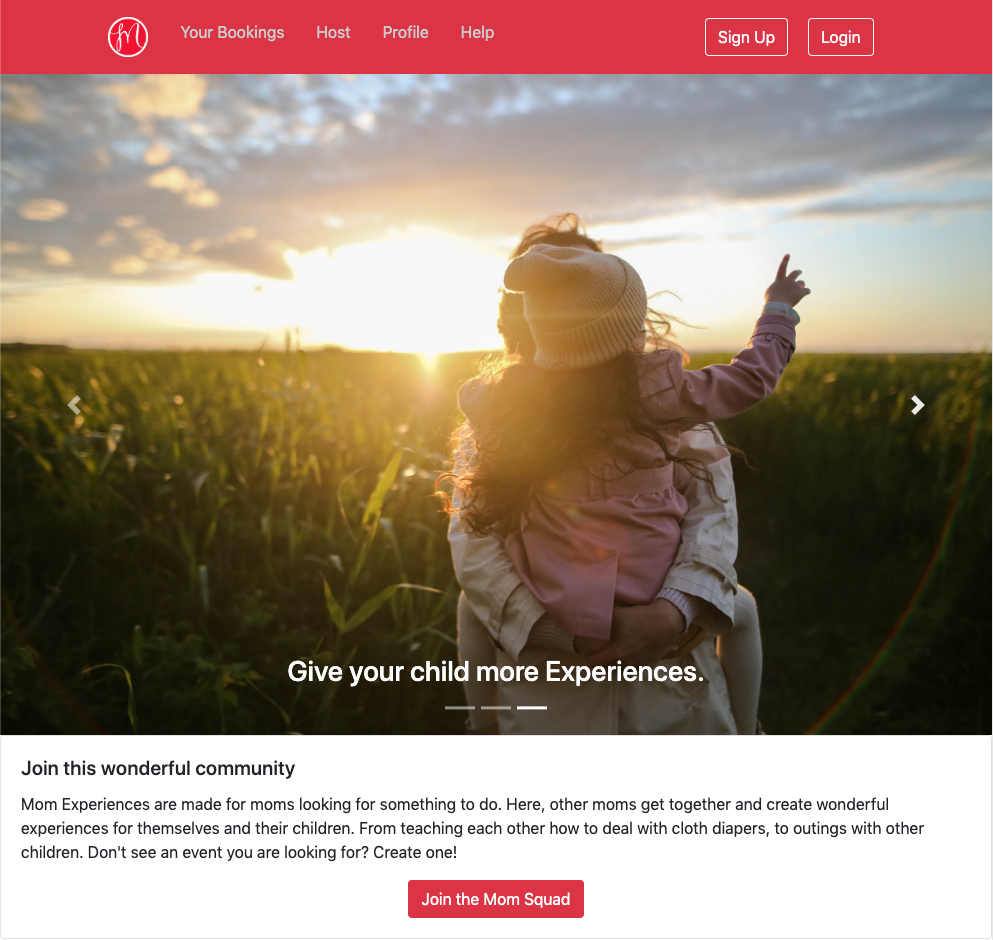 Your Bookings
Host
Profile
Help
Sign Up
Login
Give your child more Experiences.
Join this wonderful community
Mom Experiences are made for moms looking for something to do. Here, other moms get together and create wonderful
experiences for themselves and their children. From teaching each other how to deal with cloth diapers, to outings with other
children. Don't see an event you are looking for? Create one!
Join the Mom Squad